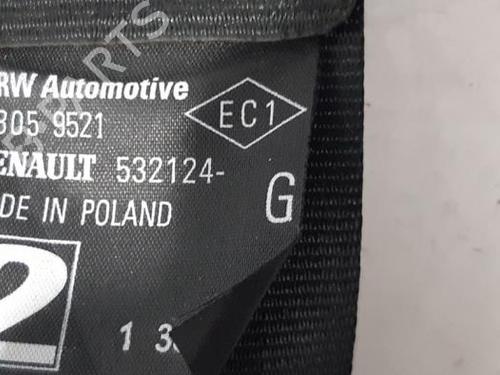 RW Automotive
305 9521
EC1
ENAULT 532124-
G
DE IN POLAND
2
1 3